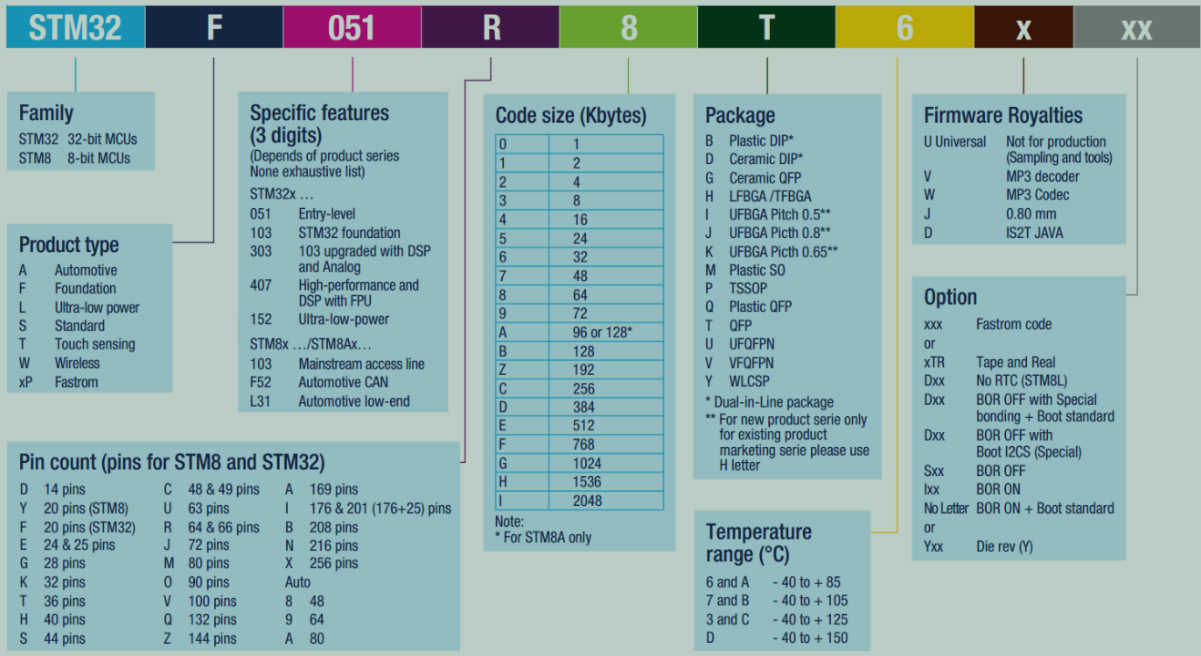 STM32 F 051 R 8 T 6 x xx
Family
STM32 32-bit MCUs
STM8 8-bit MCUs
Product type
A Automotive
F Foundation
L Ultra-low power
S Standard
T Touch sensing
W Wireless
xP Fastrom
Specific features
(3 digits)
(Depends of product series
None exhaustive list)
STM32x ...
051 Entry-level
103 STM32 foundation
303 103 upgraded with DSP
and Analog
407 High-performance and
DSP with FPU
152 Ultra-low-power
STM8x .../STM8Ax...
103 Mainstream access line
F52 Automotive CAN
L31 Automotive low-end
Pin count (pins for STM8 and STM32)
D 14 pins
Y 20 pins (STM8)
F 20 pins (STM32)
E 24 & 25 pins
G 28 pins
K 32 pins
T 36 pins
H 40 pins
S 44 pins
C 48 & 49 pins
U 63 pins
R 64 & 66 pins
J 72 pins
M 80 pins
O 90 pins
V 100 pins
Q 132 pins
Z 144 pins
A 169 pins
I 176 & 201 (176+25) pins
B 208 pins
N 216 pins
X 256 pins
Auto
8 48
9 64
A 80
Code size (Kbytes)
0 1
1 2
2 4
3 8
4 16
5 24
6 32
7 48
8 64
9 72
A 96 or 128*
B 128
Z 192
C 256
D 384
E 512
F 768
G 1024
H 1536
I 2048
Note:
* For STM8A only
Package
B Plastic DIP*
D Ceramic DIP*
G Ceramic QFP
H LFBGA /TFBGA
I UFBGA Pitch 0.5**
J UFBGA Picth 0.8**
K UFBGA Picth 0.65**
M Plastic SO
P TSSOP
Q Plastic QFP
T QFP
U UFQFPN
V VFQFPN
Y WLCSP
* Dual-in-Line package
** For new product serie only
for existing product
marketing serie please use
H letter
Temperature
range (°C)
6 and A - 40 to + 85
7 and B - 40 to + 105
3 and C - 40 to + 125
D - 40 to + 150
Firmware Royalties
U Universal Not for production
(Sampling and tools)
V MP3 decoder
W MP3 Codec
J 0.80 mm
D IS2T JAVA
Option
xxx Fastrom code
or
xTR Tape and Real
Dxx No RTC (STM8L)
Dxx BOR OFF with Special
bonding + Boot standard
Dxx BOR OFF with
Boot I2CS (Special)
Sxx BOR OFF
Ixx BOR ON
No Letter BOR ON + Boot standard
or
Yxx Die rev (Y)